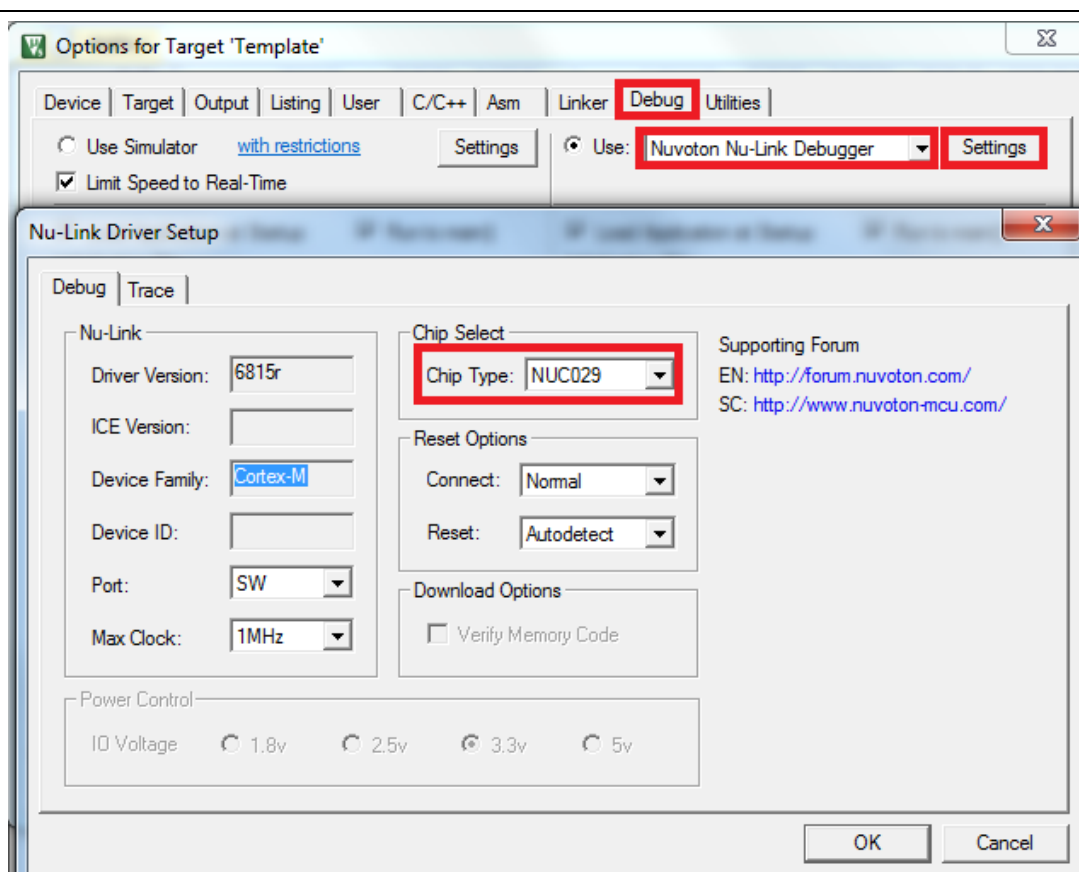 Options for Target 'Template'
Device Target Output Listing User C/C++ Asm Linker Debug Utilities
Use Simulator with restrictions Settings Use: Nuvoton Nu-Link Debugger Settings
Limit Speed to Real-Time
Nu-Link Driver Setup
Debug Trace
Nu-Link
Driver Version: 6815r
ICE Version:
Device Family: Cortex-M
Device ID:
Port: SW
Max Clock: 1MHz
Chip Select
Chip Type: NUC029
Reset Options
Connect: Normal
Reset: Autodetect
Download Options
Verify Memory Code
Supporting Forum
EN: http://forum.nuvoton.com/
SC: http://www.nuvoton-mcu.com/
Power Control
IO Voltage 1.8v 2.5v 3.3v 5v
OK Cancel